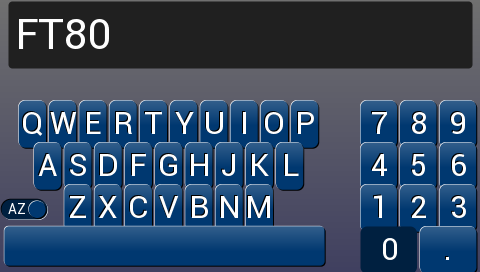 FT80
Q W E R T Y U I O P 7 8 9
A S D F G H J K L 4 5 6
AZ Z X C V B N M 1 2 3
0 .